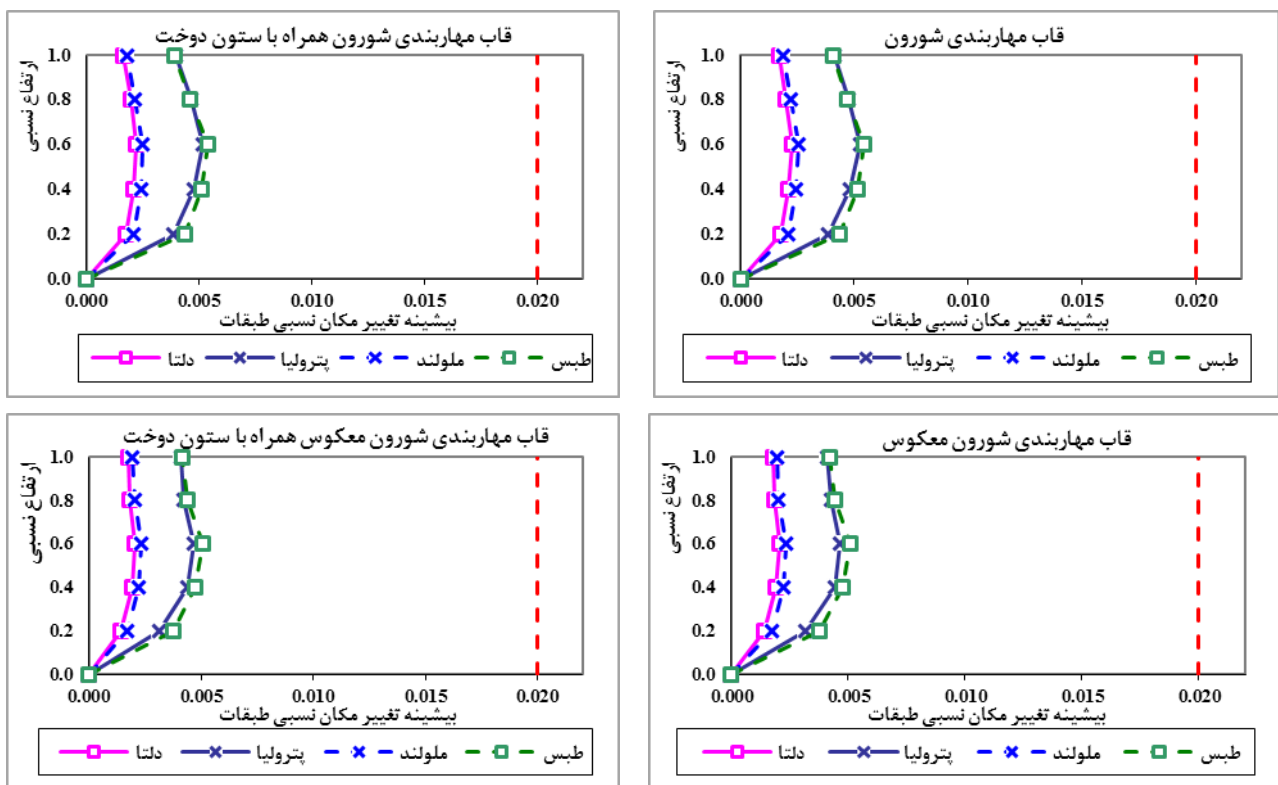 قاب مهاربندی شورون
ارتفاع نسبی
1.0
0.8
0.6
0.4
0.2
0.0
0.000 0.005 0.010 0.015 0.020
بیشینه تغییر مکان نسبی طبقات
دلتا پترولیا ملولند طبس
قاب مهاربندی شورون همراه با ستون دوخت
ارتفاع نسبی
1.0
0.8
0.6
0.4
0.2
0.0
0.000 0.005 0.010 0.015 0.020
بیشینه تغییر مکان نسبی طبقات
دلتا پترولیا ملولند طبس
قاب مهاربندی شورون معکوس
ارتفاع نسبی
1.0
0.8
0.6
0.4
0.2
0.0
0.000 0.005 0.010 0.015 0.020
بیشینه تغییر مکان نسبی طبقات
دلتا پترولیا ملولند طبس
قاب مهاربندی شورون معکوس همراه با ستون دوخت
ارتفاع نسبی
1.0
0.8
0.6
0.4
0.2
0.0
0.000 0.005 0.010 0.015 0.020
بیشینه تغییر مکان نسبی طبقات
دلتا پترولیا ملولند طبس